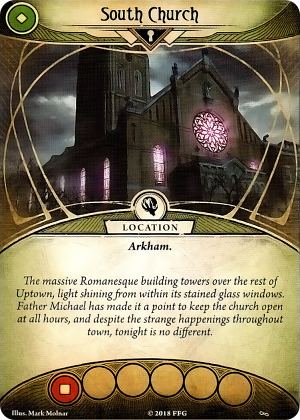 South Church
LOCATION
Arkham.
The massive Romanesque building towers over the rest of
Uptown, light shining from within its stained glass windows.
Father Michael has made it a point to keep the church open
at all hours, and despite the strange happenings throughout
town, tonight is no different.
Illus. Mark Molnar
© 2018 FFG